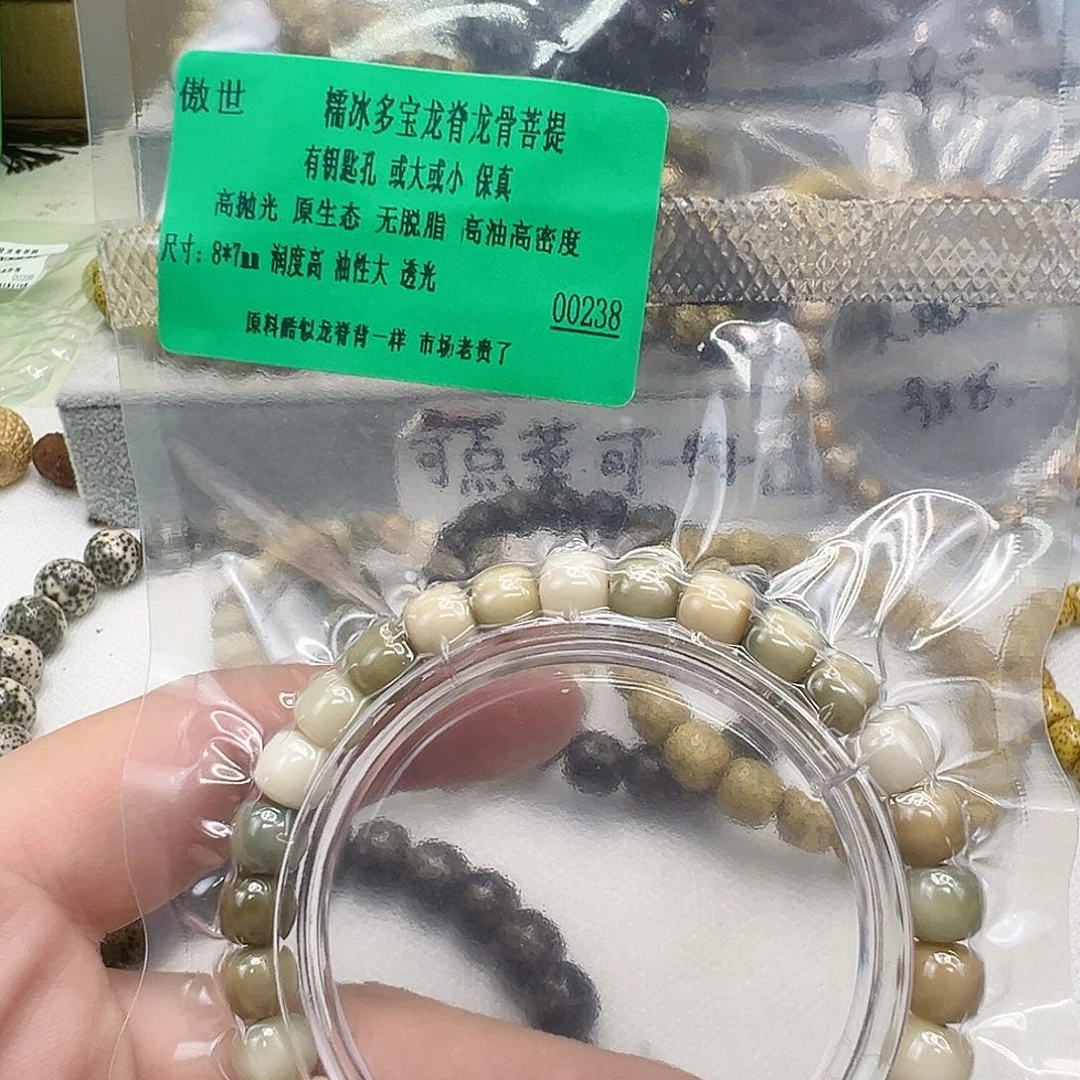 傲世
糯冰多宝龙脊龙骨菩提
有钥匙孔 或大或小 保真
高抛光 原生态 无脱脂 高油高密度
尺寸：8*7mm 润度高 油性大 透光
00238
原料酷似龙脊背一样 市场老贵了